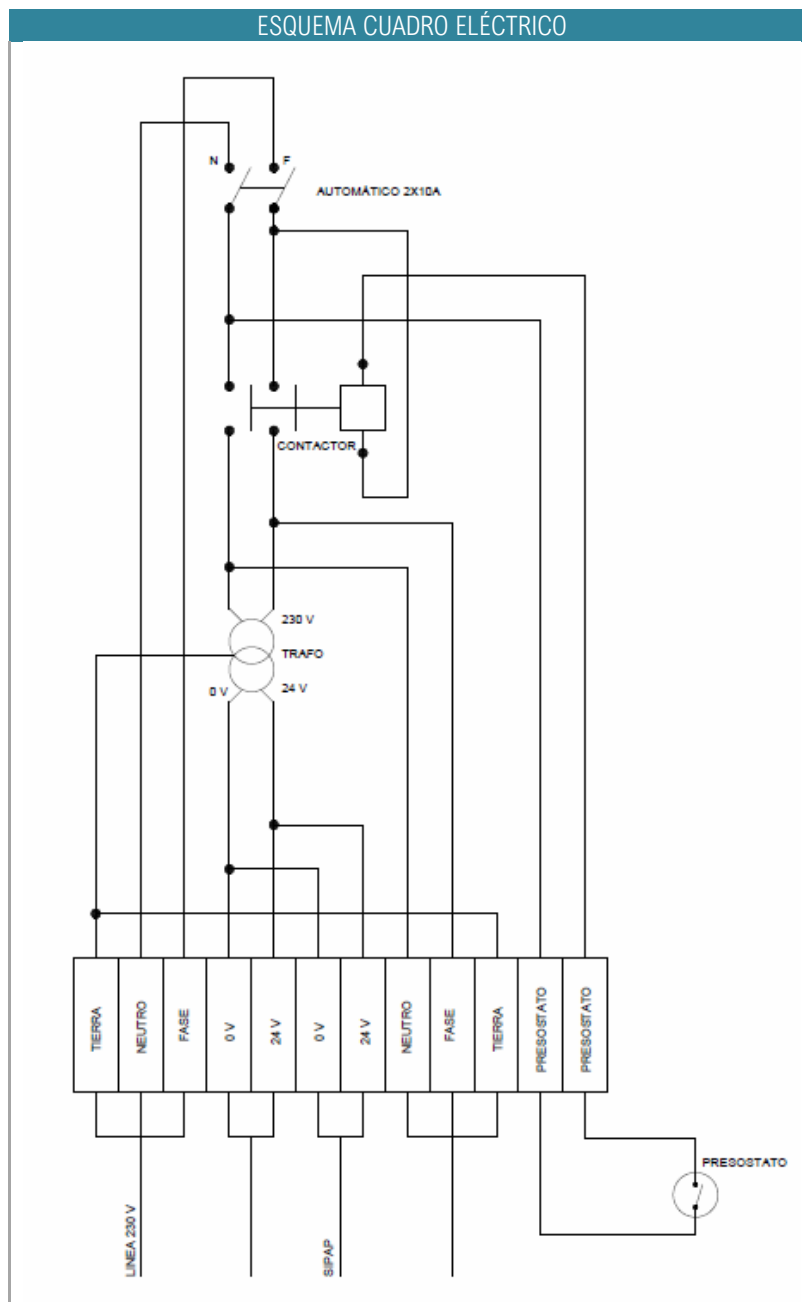 ESQUEMA CUADRO ELÉCTRICO
N F
AUTOMÁTICO 2X10A
CONTACTOR
230 V
TRAFO
0 V 24 V
TIERRA
NEUTRO
FASE
0 V
24 V
0 V
24 V
NEUTRO
FASE
TIERRA
PRESOSTATO
PRESOSTATO
PRESOSTATO
LINEA 230 V
SIPAP